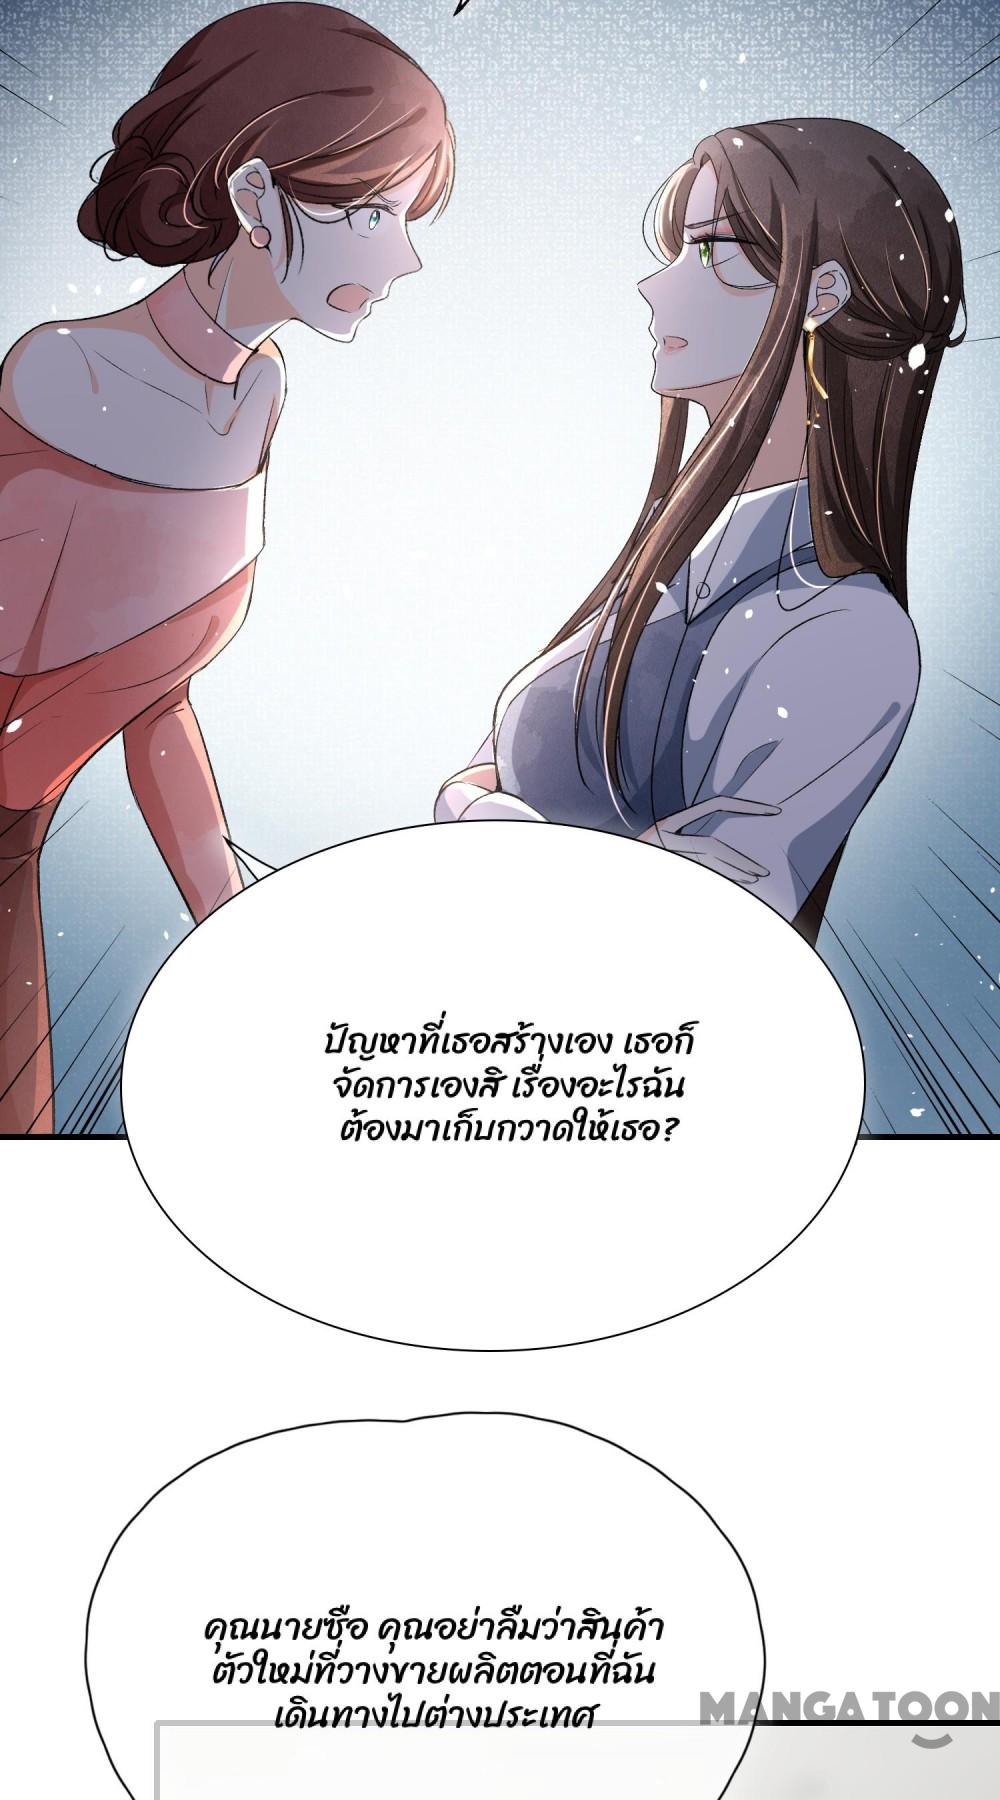 ปัญหาที่เธอสร้างเอง เธอก็
จัดการเองสิ เรื่องอะไรฉัน
ต้องมาเก็บกวาดให้เธอ?
คุณนายซือ คุณอย่าลืมว่าสินค้า
ตัวใหม่ที่วางขายผลิตตอนที่ฉัน
เดินทางไปต่างประเทศ
MANGATOON